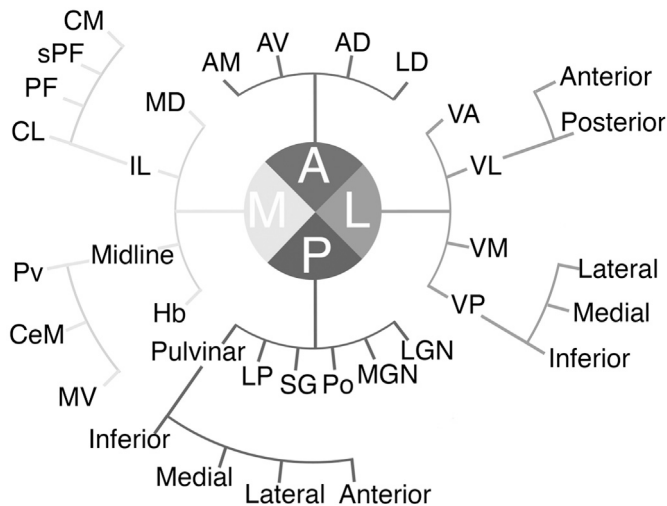 CM
sPF
PF
CL
IL
MD
AM
AV
AD
LD
VA
VL
Anterior
Posterior
A
M
L
P
Midline
Pv
CeM
MV
Hb
VM
VP
Lateral
Medial
Inferior
Pulvinar
LP
SG
Po
MGN
LGN
Inferior
Medial
Lateral
Anterior